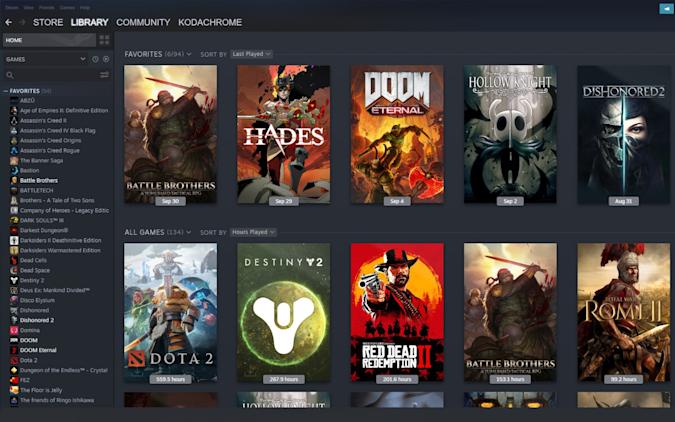 Steam View Friends Games Help
STORE LIBRARY COMMUNITY KODACHROME
HOME
GAMES
FAVORITES (94)
ABZÛ
Age of Empires II: Definitive Edition
Assassin's Creed II
Assassin's Creed IV Black Flag
Assassin's Creed Origins
Assassin's Creed Rogue
The Banner Saga
Bastion
Battle Brothers
BATTLETECH
Brothers - A Tale of Two Sons
Company of Heroes - Legacy Editic
DARK SOULS™ III
Darkest Dungeon®
Darksiders II Deathinitive Edition
Darksiders Warmastered Edition
Dead Cells
Dead Space
Destiny 2
Deus Ex: Mankind Divided™
Disco Elysium
Dishonored
Dishonored 2
Domina
DOOM
DOOM Eternal
Dota 2
Dungeon of the Endless™ - Crystal
FEZ
The Floor is Jelly
The friends of Ringo Ishikawa
FAVORITES (6/94) SORT BY Last Played
BATTLE BROTHERS
A TURN BASED TACTICAL RPG
Sep 30
HADES
Sep 29
DOOM
ETERNAL
Sep 4
HOLLOW KNIGHT
Sep 2
DISHONORED 2
Aug 31
ALL GAMES (134) SORT BY Hours Played
DOTA 2
559.5 hours
DESTINY 2
267.9 hours
RED DEAD
REDEMPTION II
201.6 hours
BATTLE BROTHERS
A TURN BASED TACTICAL RPG
153.1 hours
TOTAL WAR
ROME II
99.2 hours